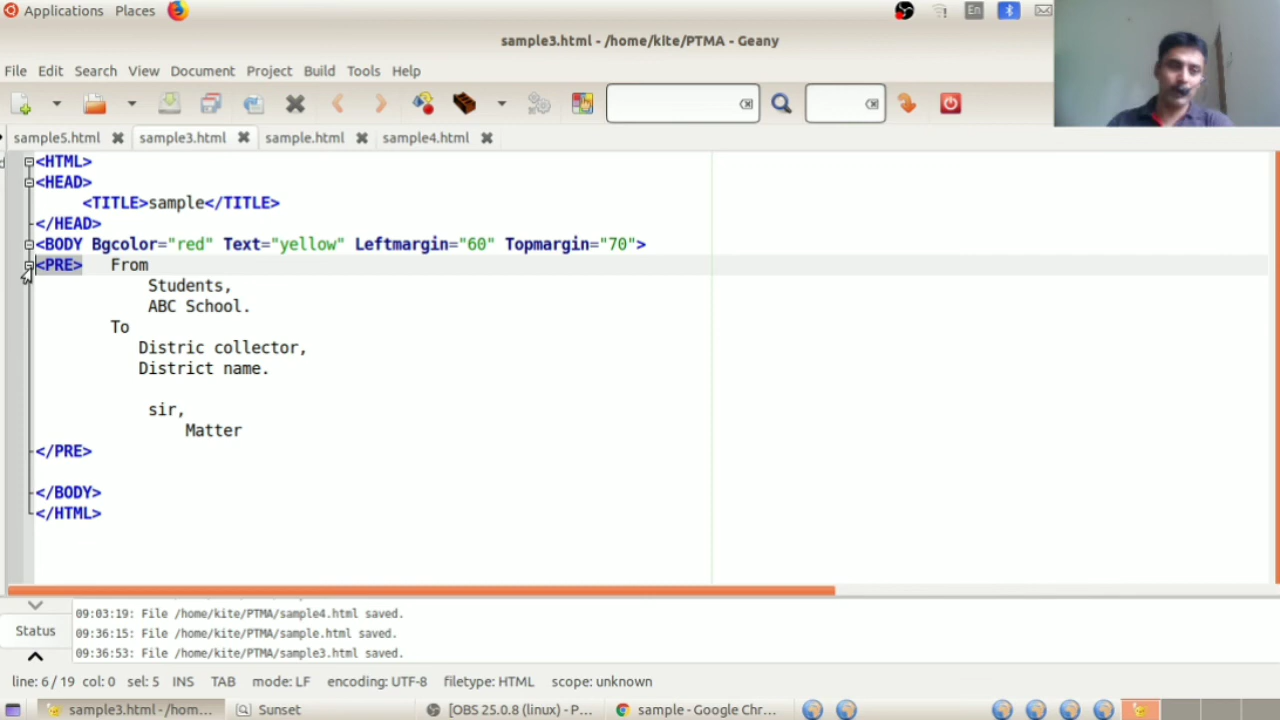 Applications Places En
sample3.html - /home/kite/PTMA - Geany
File Edit Search View Document Project Build Tools Help
sample5.html sample3.html sample.html sample4.html
<HTML>
<HEAD>
<TITLE>sample</TITLE>
</HEAD>
<BODY Bgcolor="red" Text="yellow" Leftmargin="60" Topmargin="70">
<PRE> From
Students,
ABC School.
To
Distric collector,
District name.
sir,
Matter
</PRE>
</BODY>
</HTML>
09:03:19: File /home/kite/PTMA/sample4.html saved.
Status
09:36:15: File /home/kite/PTMA/sample.html saved.
09:36:53: File /home/kite/PTMA/sample3.html saved.
line: 6 / 19 col: 0 sel: 5 INS TAB mode: LF encoding: UTF-8 filetype: HTML scope: unknown
sample3.html - /hom... Sunset [OBS 25.0.8 (linux) - P... sample - Google Chr...